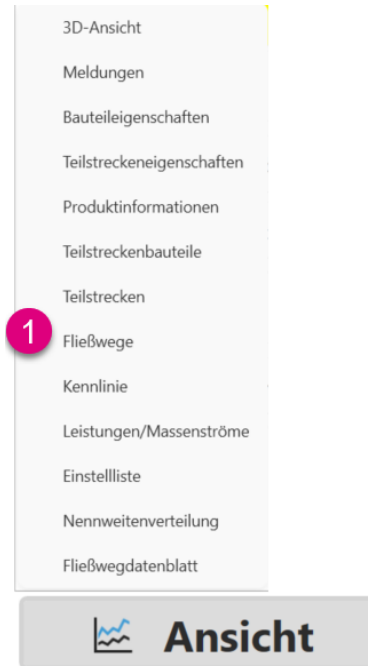 3D-Ansicht
Meldungen
Bauteileigenschaften
Teilstreckeneigenschaften
Produktinformationen
Teilstreckenbauteile
Teilstrecken
1 Fließwege
Kennlinie
Leistungen/Massenströme
Einstellliste
Nennweitenverteilung
Fließwegdatenblatt
Ansicht